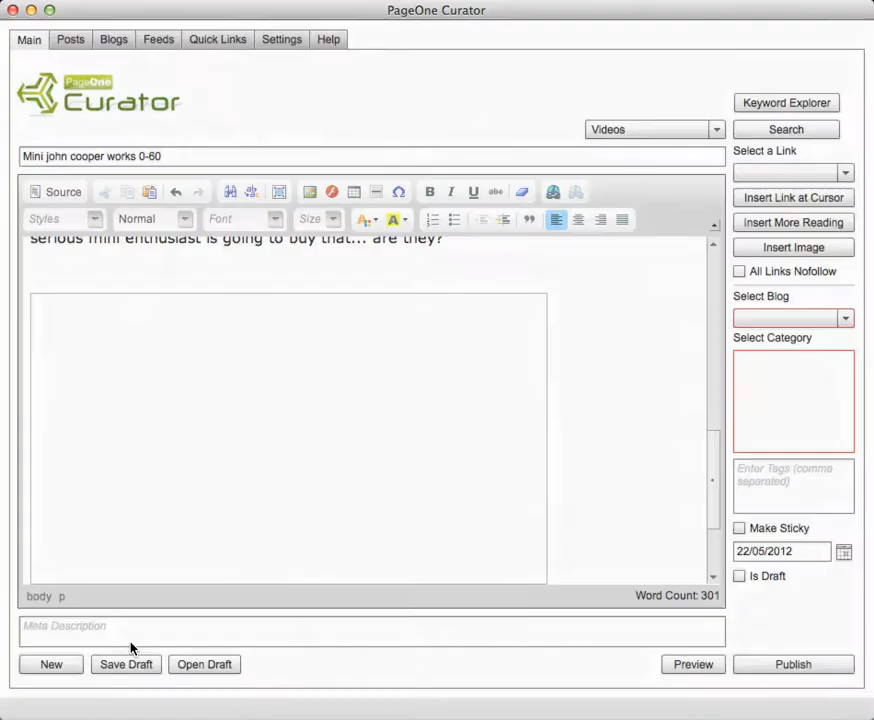 PageOne Curator
Main Posts Blogs Feeds Quick Links Settings Help
PageOne
Curator
Keyword Explorer
Videos Search
Select a Link
Mini john cooper works 0-60
Source B I U abc
Styles Normal Font Size
Insert Link at Cursor
Insert More Reading
serious mini enthusiast is going to buy that... are they?
Insert Image
All Links Nofollow
Select Blog
Select Category
Enter Tags (comma
separated)
Make Sticky
22/05/2012
Is Draft
body p Word Count: 301
Meta Description
New Save Draft Open Draft Preview Publish